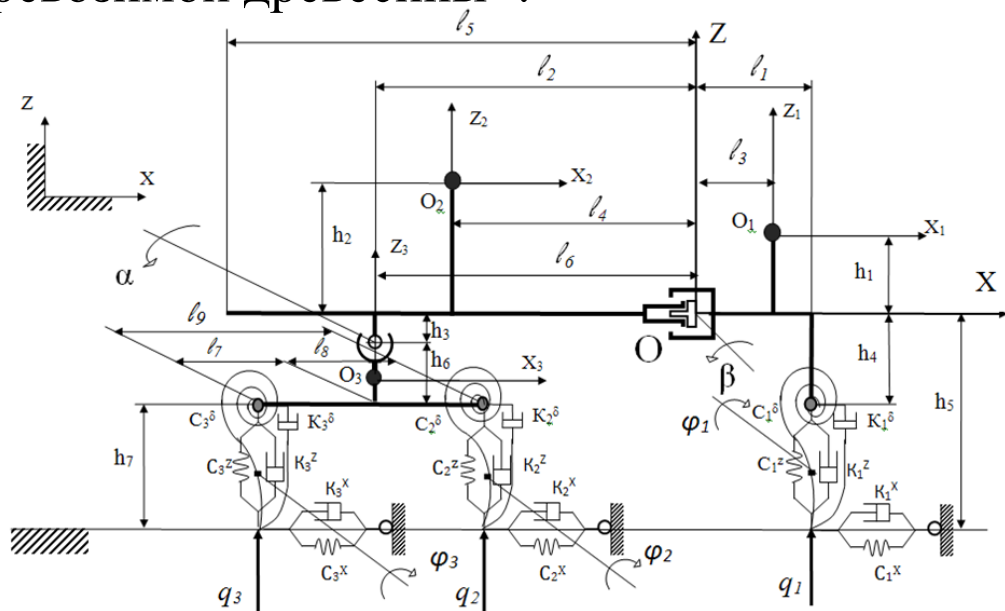 ℓ5
Z
ℓ2
ℓ1
Z
Z2
Z1
ℓ3
X
X2
O2
ℓ4
O1
X1
h2
Z3
ℓ6
h1
α
X
ℓ9
h3
O
ℓ7
ℓ8
h6
β
h4
O3
X3
h5
C3δ
K3δ
C2δ
K2δ
φ1
C1δ
K1δ
h7
C3z
K3z
C2z
K2z
C1z
K1z
K3x
K2x
K1x
φ3
φ2
C3x
C2x
C1x
q3
q2
q1